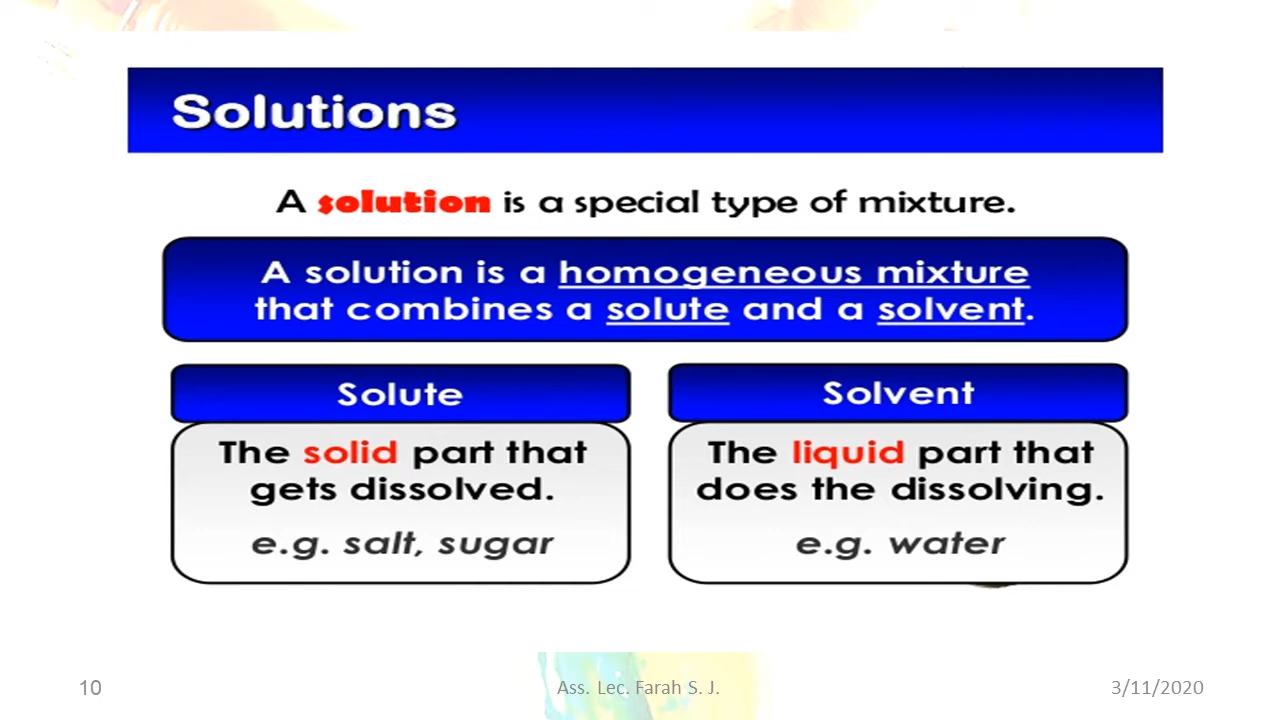 Solutions
A solution is a special type of mixture.
A solution is a homogeneous mixture
that combines a solute and a solvent.
Solute
The solid part that
gets dissolved.
e.g. salt, sugar
Solvent
The liquid part that
does the dissolving.
e.g. water
10
Ass. Lec. Farah S. J.
3/11/2020